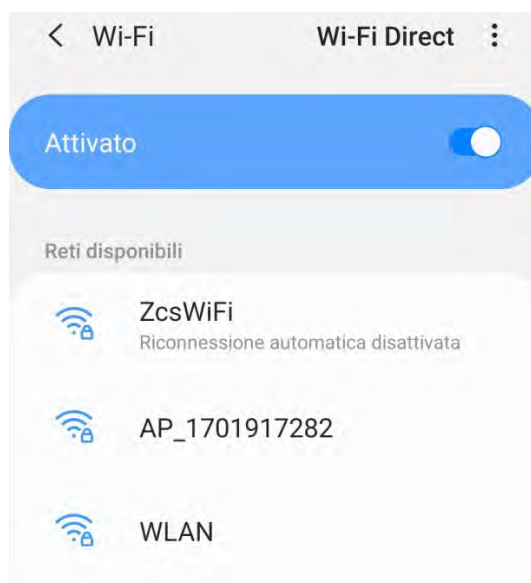 Wi-Fi
Wi-Fi Direct
Attivato
Reti disponibili
ZcsWiFi
Riconnessione automatica disattivata
AP_1701917282
WLAN